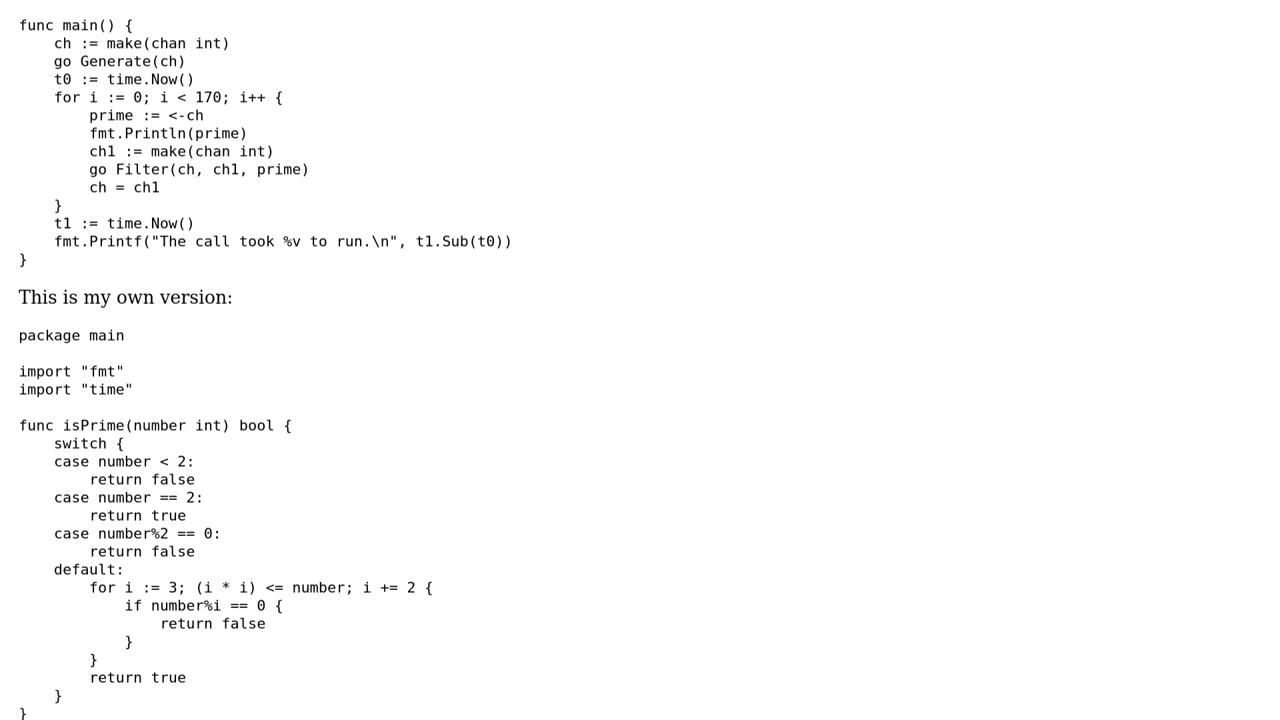 func main() {
    ch := make(chan int)
    go Generate(ch)
    t0 := time.Now()
    for i := 0; i < 170; i++ {
        prime := <-ch
        fmt.Println(prime)
        ch1 := make(chan int)
        go Filter(ch, ch1, prime)
        ch = ch1
    }
    t1 := time.Now()
    fmt.Printf("The call took %v to run.\n", t1.Sub(t0))
}
This is my own version:
package main

import "fmt"
import "time"

func isPrime(number int) bool {
    switch {
    case number < 2:
        return false
    case number == 2:
        return true
    case number%2 == 0:
        return false
    default:
        for i := 3; (i * i) <= number; i += 2 {
            if number%i == 0 {
                return false
            }
        }
        return true
    }
}